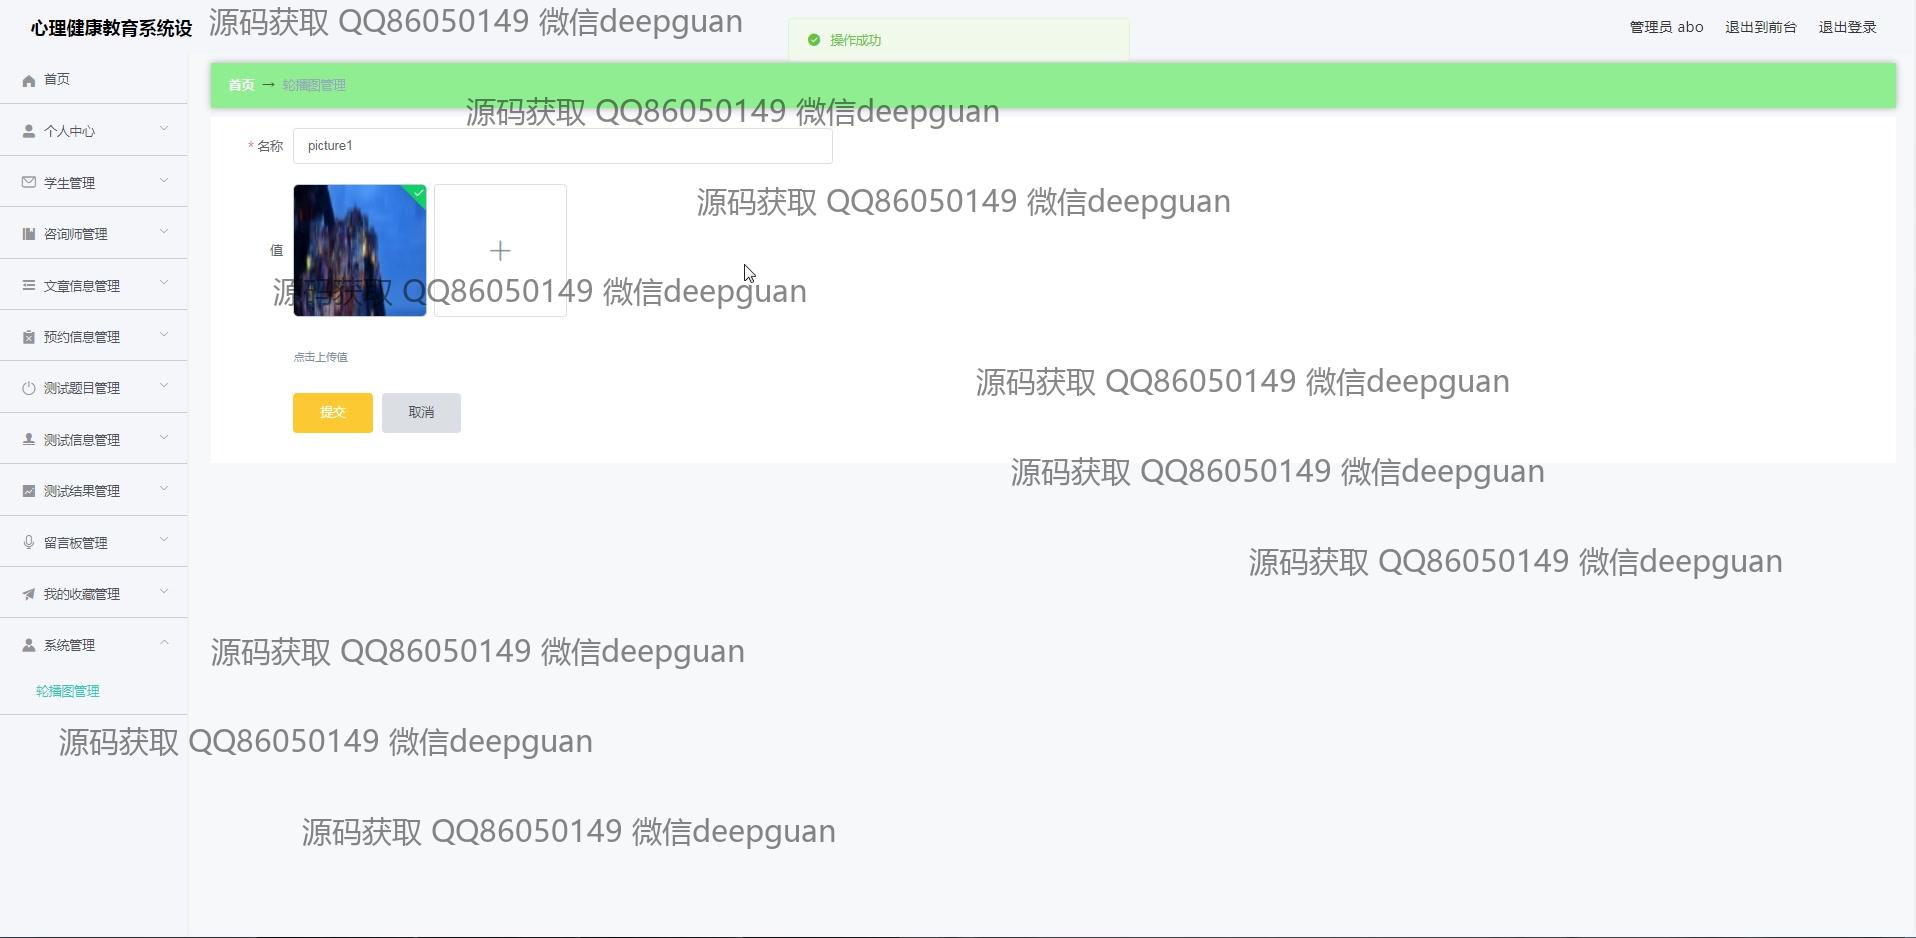 心理健康教育系统设
源码获取 QQ86050149 微信deepguan
操作成功
管理员 abo
退出到前台
退出登录
首页
个人中心
学生管理
咨询师管理
文章信息管理
预约信息管理
测试题目管理
测试信息管理
测试结果管理
留言板管理
我的收藏管理
系统管理
轮播图管理
首页 → 轮播图管理
源码获取 QQ86050149 微信deepguan
* 名称
picture1
源码获取 QQ86050149 微信deepguan
值
源码获取 QQ86050149 微信deepguan
点击上传值
源码获取 QQ86050149 微信deepguan
提交
取消
源码获取 QQ86050149 微信deepguan
源码获取 QQ86050149 微信deepguan
源码获取 QQ86050149 微信deepguan
源码获取 QQ86050149 微信deepguan
源码获取 QQ86050149 微信deepguan